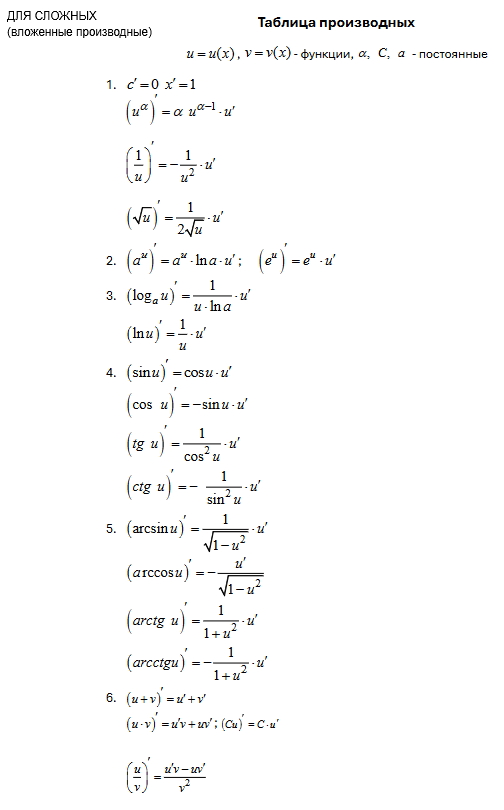 ДЛЯ СЛОЖНЫХ
(вложенные производные)
Таблица производных
u = u(x) , v = v(x) - функции, α, C, a - постоянные
1. c′ = 0 x′ = 1
(u^α)′ = α u^(α−1) · u′
(1/u)′ = −1/u² · u′
(√u)′ = 1/(2√u) · u′
2. (a^u)′ = a^u · ln a · u′ ; (e^u)′ = e^u · u′
3. (log_a u)′ = 1/(u · ln a) · u′
(ln u)′ = 1/u · u′
4. (sin u)′ = cos u · u′
(cos u)′ = −sin u · u′
(tg u)′ = 1/cos² u · u′
(ctg u)′ = − 1/sin² u · u′
5. (arcsin u)′ = 1/√(1−u²) · u′
(arccos u)′ = −u′/√(1−u²)
(arctg u)′ = 1/(1+u²) · u′
(arcctgu)′ = −1/(1+u²) · u′
6. (u+v)′ = u′ + v′
(u·v)′ = u′v + uv′ ; (Cu)′ = C · u′
(u/v)′ = (u′v − uv′)/v²